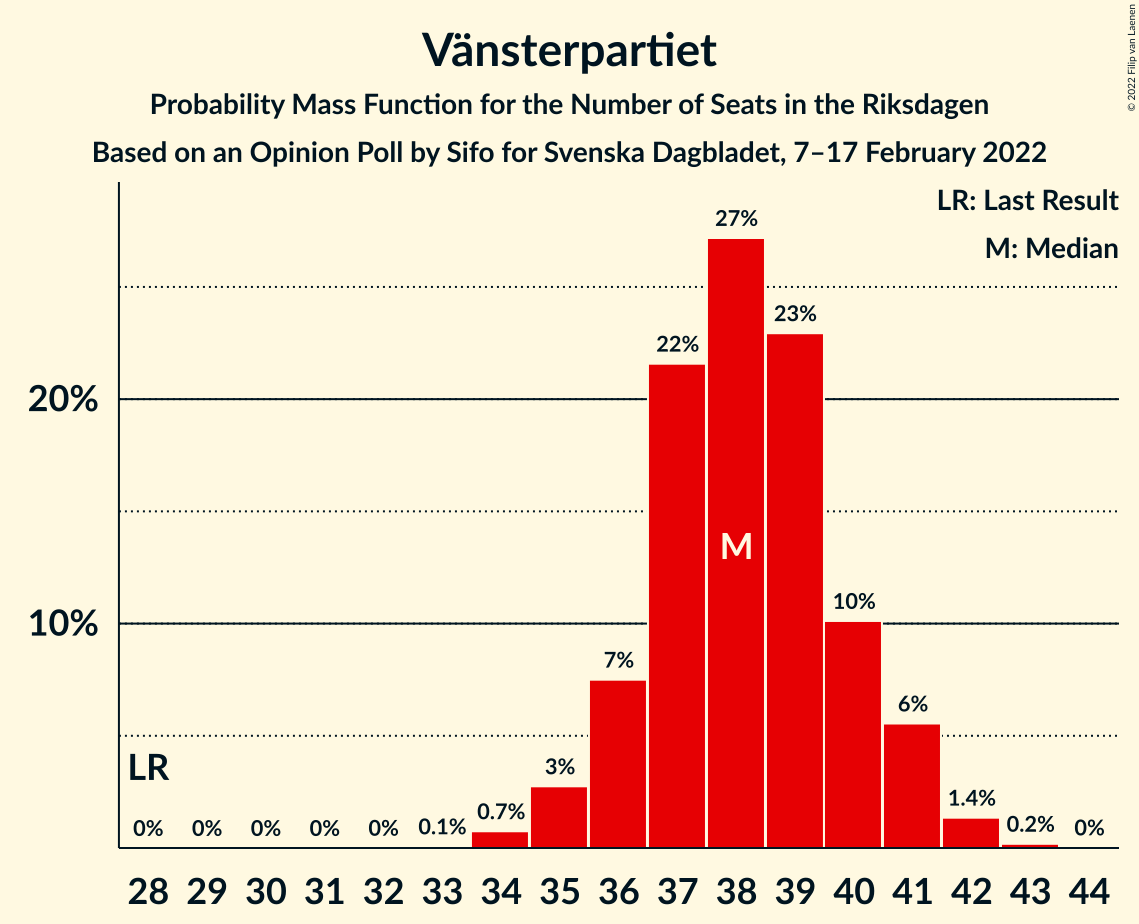 Vänsterpartiet
Probability Mass Function for the Number of Seats in the Riksdagen
Based on an Opinion Poll by Sifo for Svenska Dagbladet, 7–17 February 2022
© 2022 Filip van Laenen
LR: Last Result
M: Median
27%
23%
22%
20%
M
10%
10%
7%
6%
LR
3%
1.4%
0.7%
0% 0% 0% 0% 0% 0.1% 0.2% 0%
28 29 30 31 32 33 34 35 36 37 38 39 40 41 42 43 44